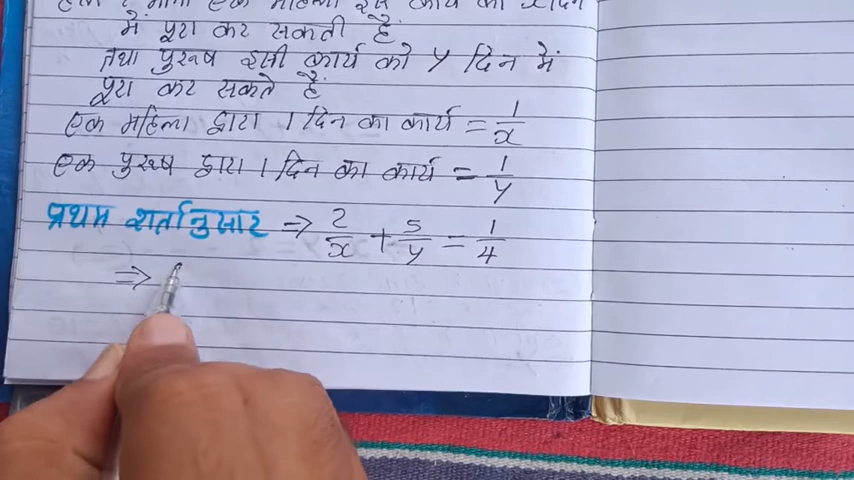 में पूरा कर सकती है
तथा पुरूष इसी कार्य को y दिन में
पूरा कर सकते हैं
एक महिला द्वारा 1 दिन का कार्य = 1/x
एक पुरूष द्वारा 1 दिन का कार्य = 1/y
प्रथम शर्तानुसार ⇒ 2/x + 5/y = 1/4
⇒